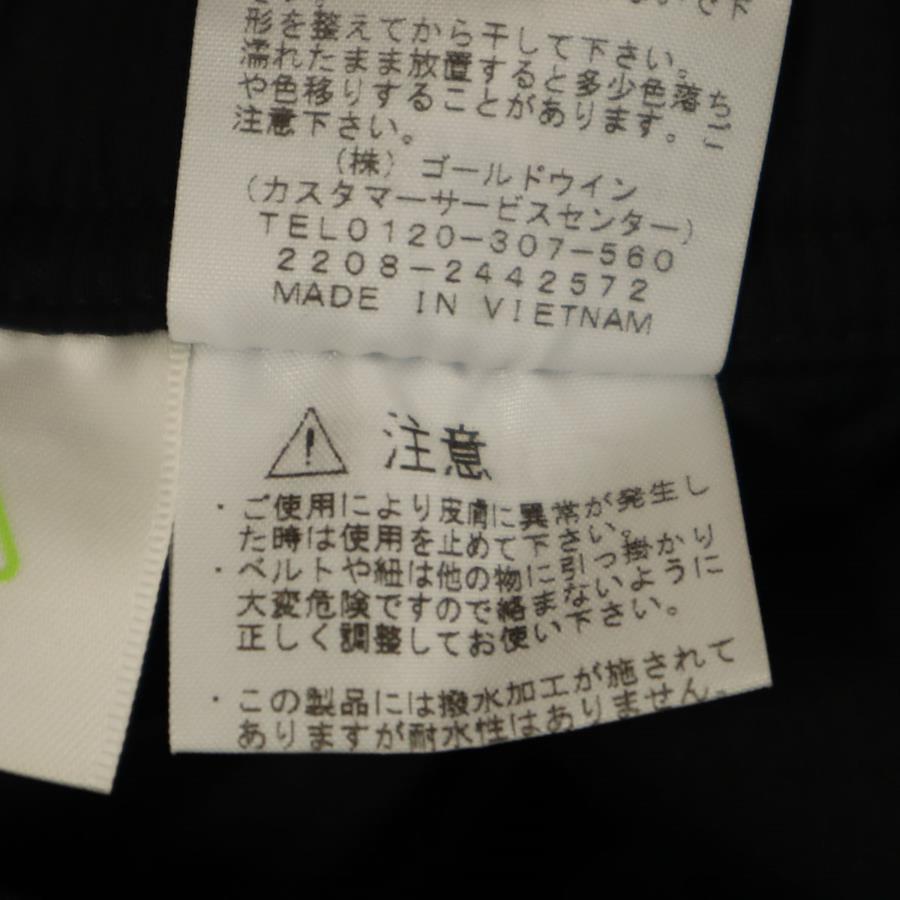 形を整えてから干して下さい。
濡れたまま放置すると多少色落ち
や色移りすることがあります。ご
注意下さい。
(株)ゴールドウイン
(カスタマーサービスセンター)
TEL0120-307-560
2208-2442572
MADE IN VIETNAM
注意
・ご使用により皮膚に異常が発生し
た時は使用を止めて下さい。
・ベルトや紐は他の物に引っ掛かり
大変危険ですので絡まないように
正しく調整してお使い下さい。
・この製品には撥水加工が施されて
ありますが耐水性はありません。